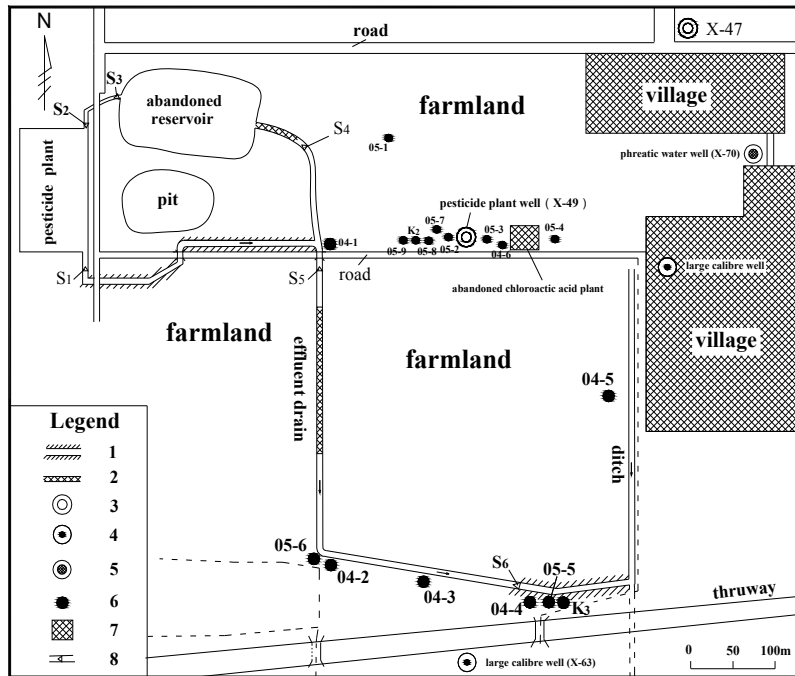 N
road
X-47
S3
S2
abandoned
reservoir
farmland
village
S4
05-1
phreatic water well (X-70)
pesticide plant
pit
pesticide plant well ( X-49 )
05-7
K2
05-3
05-4
04-1
05-9
05-8
05-2
04-6
S1
S5
road
abandoned chloroactic acid plant
large calibre well
farmland
effluent drain
farmland
village
04-5
ditch
Legend
1
2
3
4
5
6
7
8
05-6
04-2
04-3
S6
05-5
04-4
K3
thruway
large calibre well (X-63)
0 50 100m